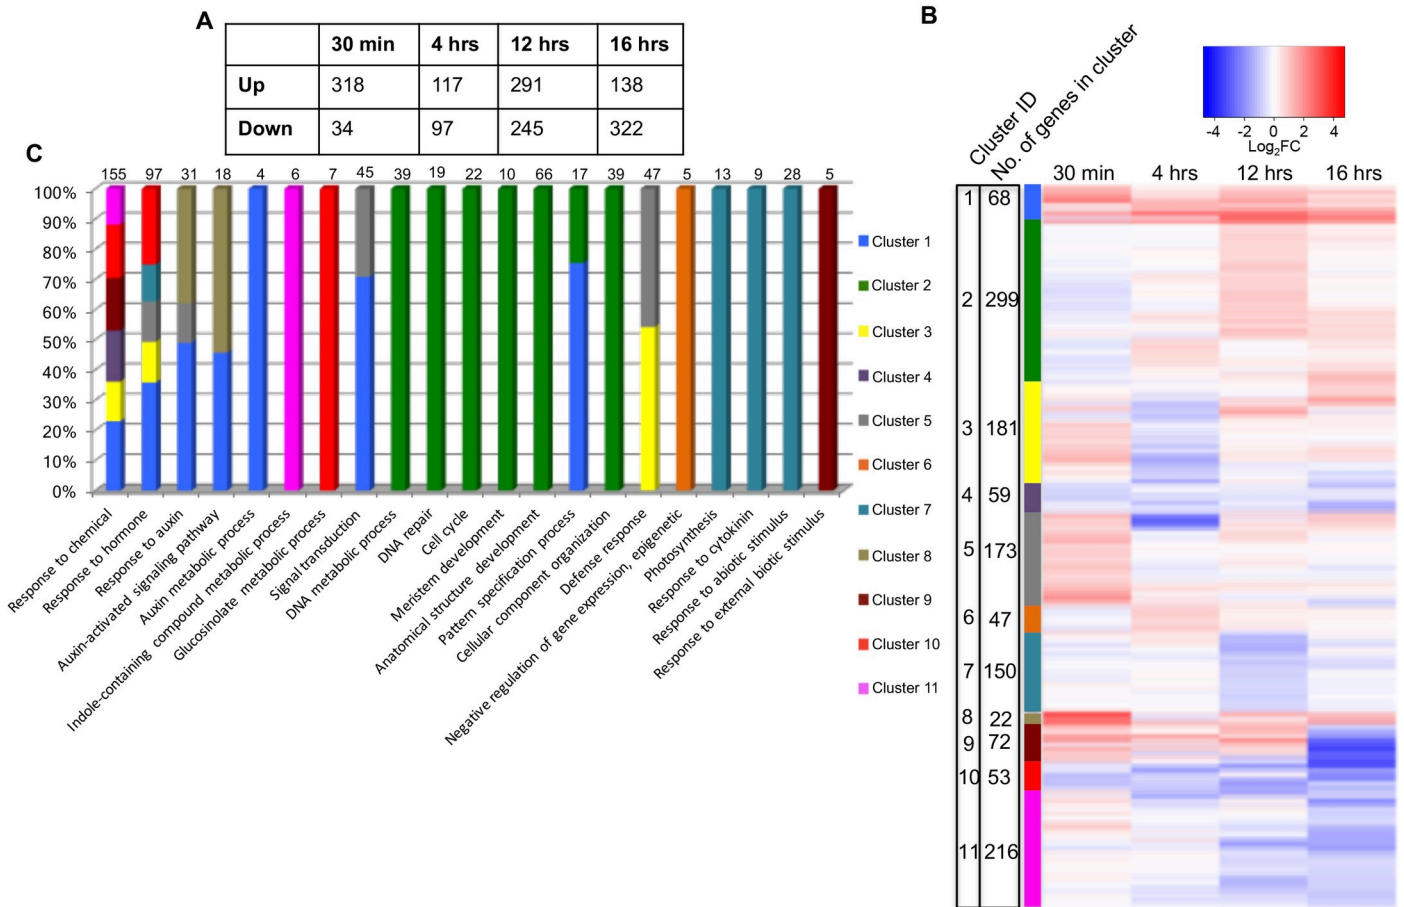 A
30 min 4 hrs 12 hrs 16 hrs
Up 318 117 291 138
Down 34 97 245 322
B
Cluster ID
No. of genes in cluster
-4 -2 0 2 4
Log2FC
30 min 4 hrs 12 hrs 16 hrs
1 68
2 299
3 181
4 59
5 173
6 47
7 150
8 22
9 72
10 53
11 216
C
155 97 31 18 4 6 7 45 39 19 22 10 66 17 39 47 5 13 9 28 5
100%
90%
80%
70%
60%
50%
40%
30%
20%
10%
0%
Response to chemical
Response to hormone
Response to auxin
Auxin-activated signaling pathway
Auxin metabolic process
Indole-containing compound metabolic process
Glucosinolate metabolic process
Signal transduction
DNA metabolic process
DNA repair
Cell cycle
Meristem development
Anatomical structure development
Pattern specification process
Cellular component organization
Defense response
Negative regulation of gene expression, epigenetic
Photosynthesis
Response to cytokinin
Response to abiotic stimulus
Response to external biotic stimulus
Cluster 1
Cluster 2
Cluster 3
Cluster 4
Cluster 5
Cluster 6
Cluster 7
Cluster 8
Cluster 9
Cluster 10
Cluster 11